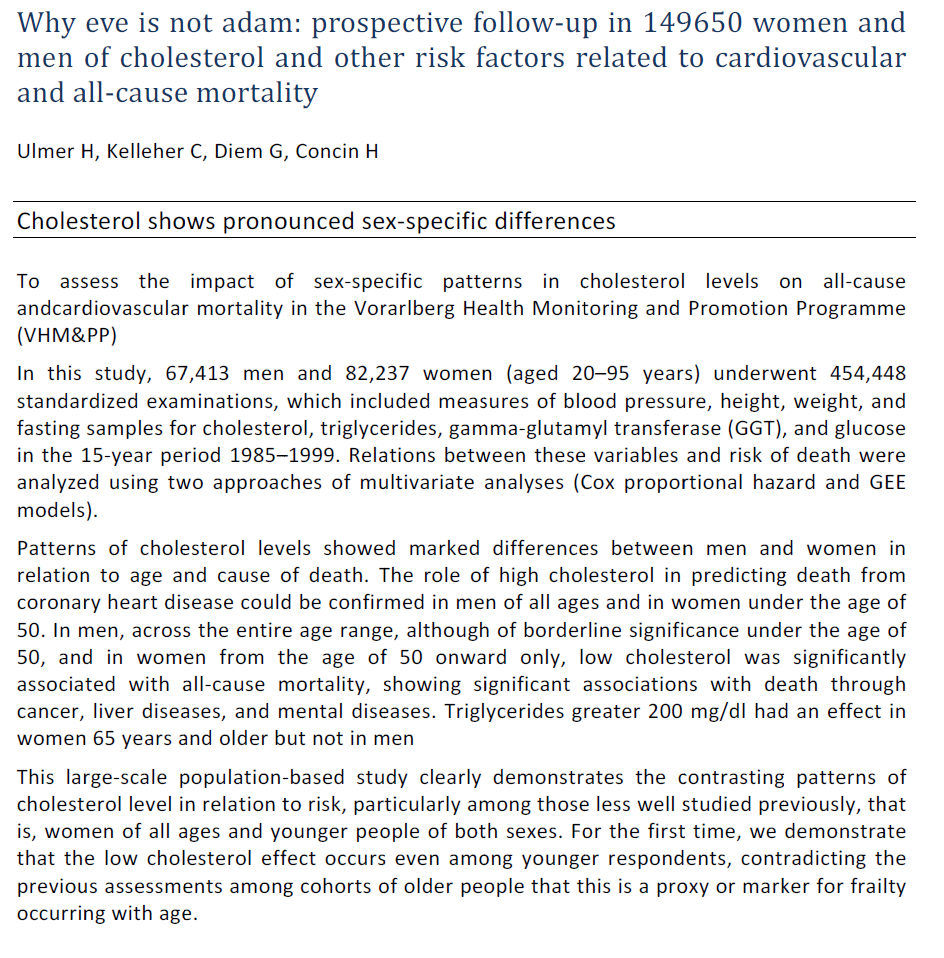 Why eve is not adam: prospective follow-up in 149650 women and
men of cholesterol and other risk factors related to cardiovascular
and all-cause mortality
Ulmer H, Kelleher C, Diem G, Concin H
Cholesterol shows pronounced sex-specific differences
To assess the impact of sex-specific patterns in cholesterol levels on all-cause
andcardiovascular mortality in the Vorarlberg Health Monitoring and Promotion Programme
(VHM&PP)
In this study, 67,413 men and 82,237 women (aged 20–95 years) underwent 454,448
standardized examinations, which included measures of blood pressure, height, weight, and
fasting samples for cholesterol, triglycerides, gamma-glutamyl transferase (GGT), and glucose
in the 15-year period 1985–1999. Relations between these variables and risk of death were
analyzed using two approaches of multivariate analyses (Cox proportional hazard and GEE
models).
Patterns of cholesterol levels showed marked differences between men and women in
relation to age and cause of death. The role of high cholesterol in predicting death from
coronary heart disease could be confirmed in men of all ages and in women under the age of
50. In men, across the entire age range, although of borderline significance under the age of
50, and in women from the age of 50 onward only, low cholesterol was significantly
associated with all-cause mortality, showing significant associations with death through
cancer, liver diseases, and mental diseases. Triglycerides greater 200 mg/dl had an effect in
women 65 years and older but not in men
This large-scale population-based study clearly demonstrates the contrasting patterns of
cholesterol level in relation to risk, particularly among those less well studied previously, that
is, women of all ages and younger people of both sexes. For the first time, we demonstrate
that the low cholesterol effect occurs even among younger respondents, contradicting the
previous assessments among cohorts of older people that this is a proxy or marker for frailty
occurring with age.